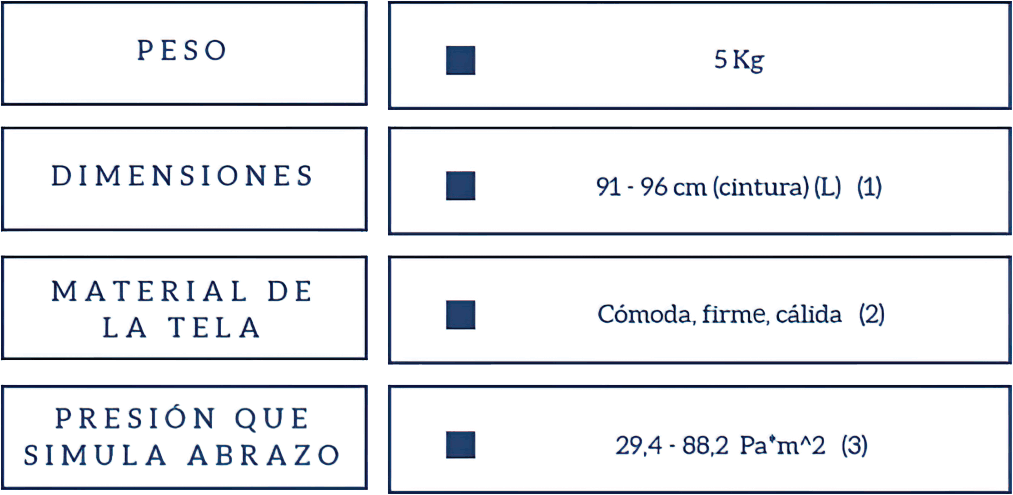 PESO
5 Kg
DIMENSIONES
91 - 96 cm (cintura) (L) (1)
MATERIAL DE
LA TELA
Cómoda, firme, cálida (2)
PRESIÓN QUE
SIMULA ABRAZO
29,4 - 88,2 Pa*m^2 (3)